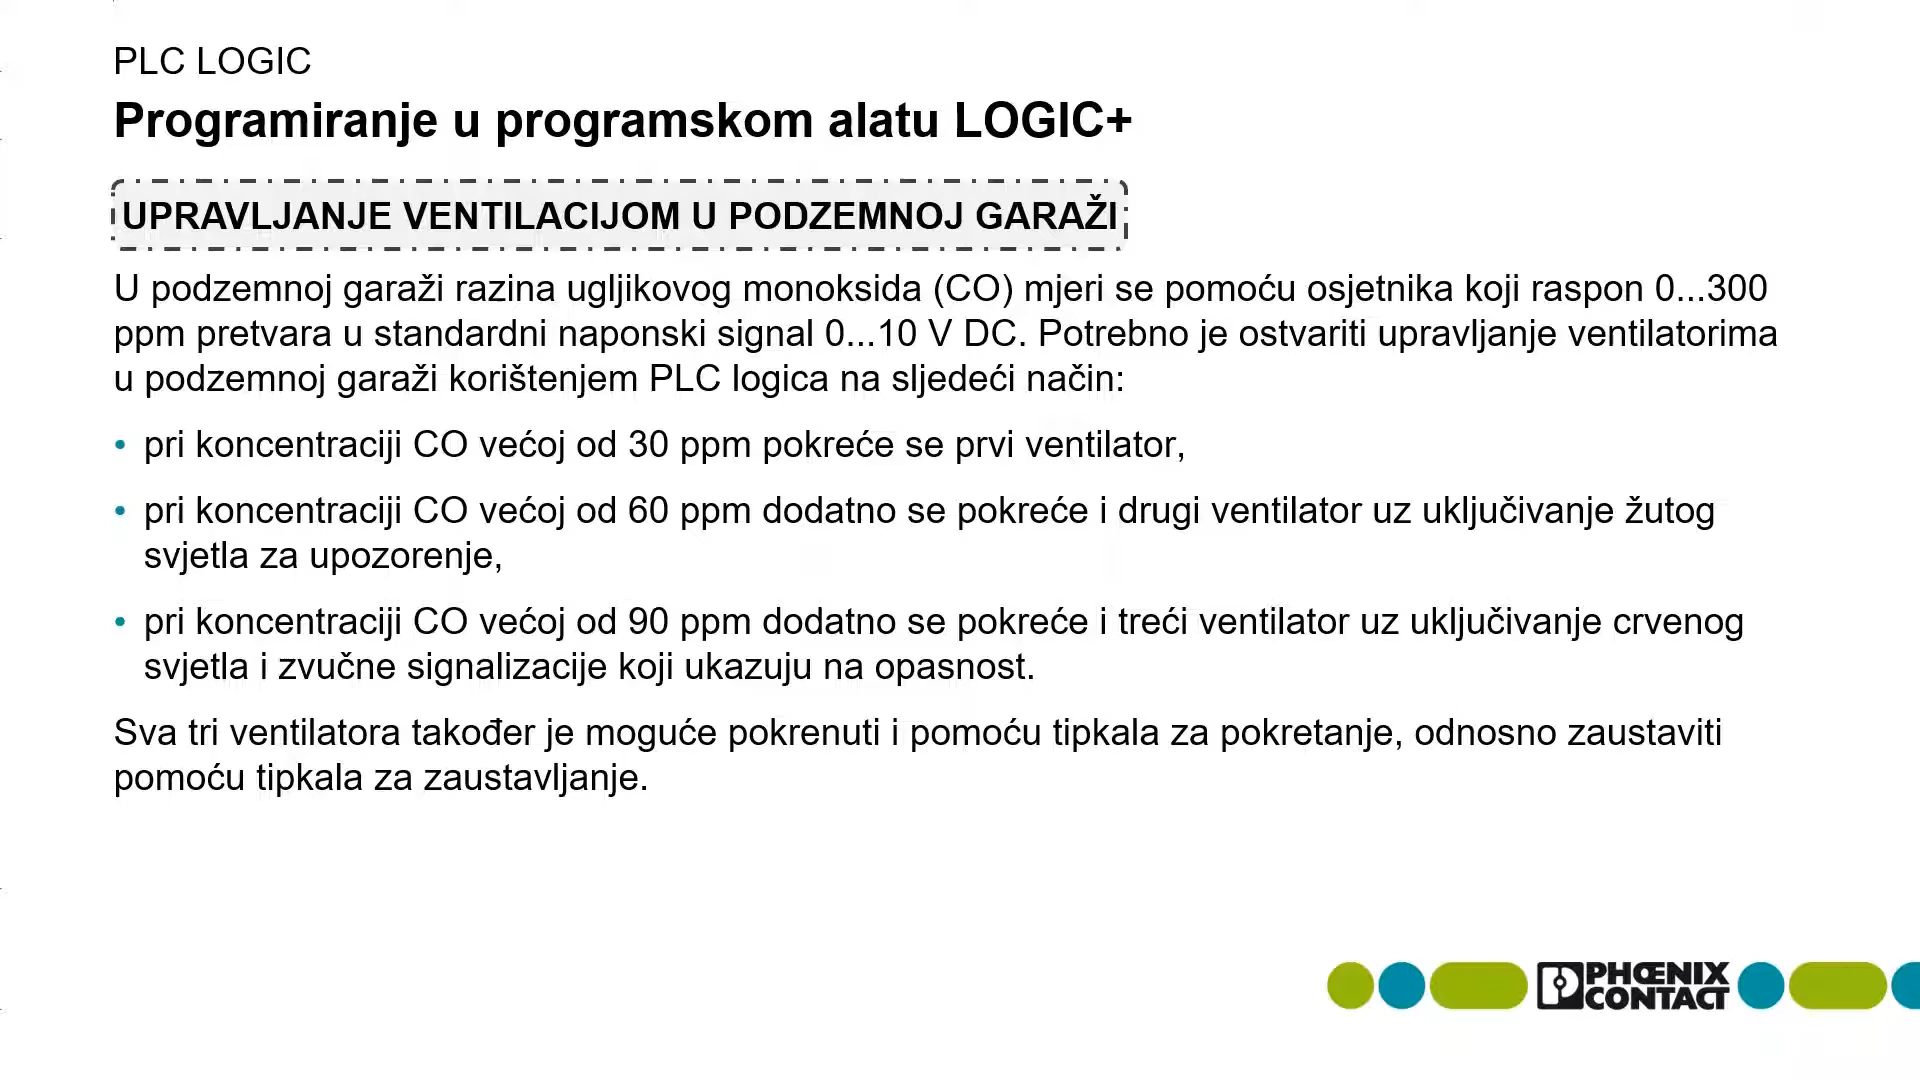 PLC LOGIC
Programiranje u programskom alatu LOGIC+
UPRAVLJANJE VENTILACIJOM U PODZEMNOJ GARAŽI
U podzemnoj garaži razina ugljikovog monoksida (CO) mjeri se pomoću osjetnika koji raspon 0...300
ppm pretvara u standardni naponski signal 0...10 V DC. Potrebno je ostvariti upravljanje ventilatorima
u podzemnoj garaži korištenjem PLC logica na sljedeći način:
• pri koncentraciji CO većoj od 30 ppm pokreće se prvi ventilator,
• pri koncentraciji CO većoj od 60 ppm dodatno se pokreće i drugi ventilator uz uključivanje žutog
svjetla za upozorenje,
• pri koncentraciji CO većoj od 90 ppm dodatno se pokreće i treći ventilator uz uključivanje crvenog
svjetla i zvučne signalizacije koji ukazuju na opasnost.
Sva tri ventilatora također je moguće pokrenuti i pomoću tipkala za pokretanje, odnosno zaustaviti
pomoću tipkala za zaustavljanje.
PHŒNIX
CONTACT